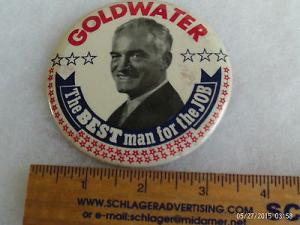 GOLDWATER
The BEST man for the JOB
1 2 3 4
WWW.SCHLAGERADVERTISING.COM
or e-mail:schlager@midamer.net
SC
05/27/2015 03:58